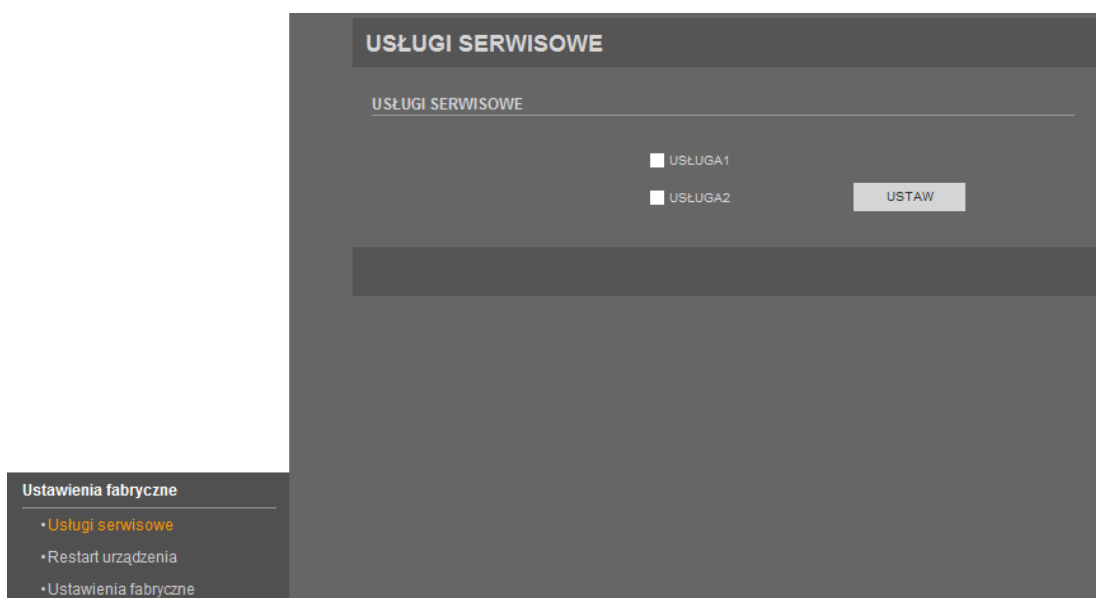 USŁUGI SERWISOWE
USŁUGI SERWISOWE
USŁUGA1
USŁUGA2
USTAW
Ustawienia fabryczne
Usługi serwisowe
Restart urządzenia
Ustawienia fabryczne